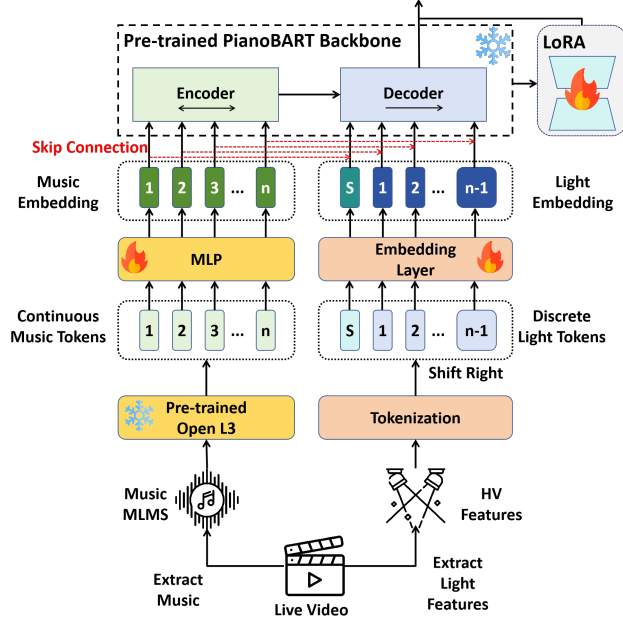 Pre-trained PianoBART Backbone
LoRA
Encoder
Decoder
Skip Connection
Music
Embedding
1 2 3 ... n
S 1 2 ... n-1
Light
Embedding
MLP
Embedding
Layer
Continuous
Music Tokens
1 2 3 ... n
S 1 2 ... n-1
Discrete
Light Tokens
Shift Right
Pre-trained
Open L3
Tokenization
Music
MLMS
HV
Features
Extract
Music
Live Video
Extract
Light
Features